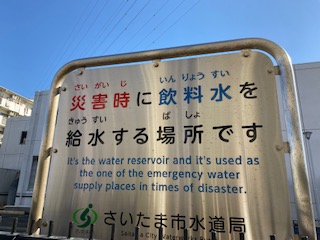 さい がい じ いんりょうすい
災害時に飲料水を
きゅう すい ば しょ
給水する場所です
It's the water reservoir and it's used as
the one of the emergency water
supply places in times of disaster.
さいたま市水道局
Saitama City Water